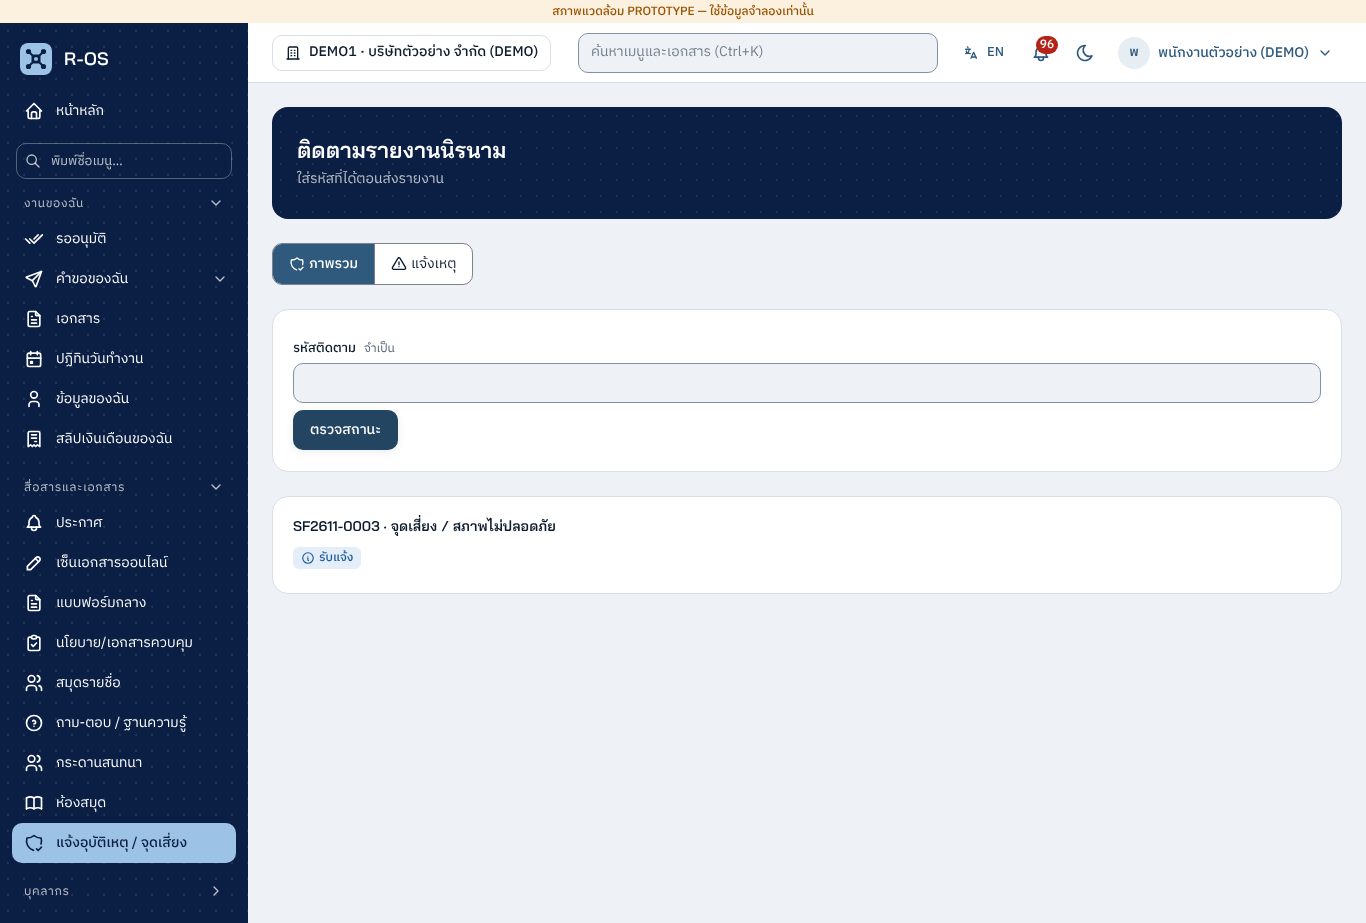 สภาพแวดล้อม PROTOTYPE — ใช้ข้อมูลจำลองเท่านั้น
R-OS
หน้าหลัก
พิมพ์ชื่อเมนู...
งานของฉัน
รออนุมัติ
คำขอของฉัน
เอกสาร
ปฏิทินวันทำงาน
ข้อมูลของฉัน
สลิปเงินเดือนของฉัน
สื่อสารและเอกสาร
ประกาศ
เซ็นเอกสารออนไลน์
แบบฟอร์มกลาง
นโยบาย/เอกสารควบคุม
สมุดรายชื่อ
ถาม-ตอบ / ฐานความรู้
กระดานสนทนา
ห้องสมุด
แจ้งอุบัติเหตุ / จุดเสี่ยง
บุคลากร
DEMO1 · บริษัทตัวอย่าง จำกัด (DEMO)
ค้นหาเมนูและเอกสาร (Ctrl+K)
EN
96
พ
พนักงานตัวอย่าง (DEMO)
ติดตามรายงานนิรนาม
ใส่รหัสที่ได้ตอนส่งรายงาน
ภาพรวม
แจ้งเหตุ
รหัสติดตาม จำเป็น
ตรวจสถานะ
SF2611-0003 · จุดเสี่ยง / สภาพไม่ปลอดภัย
รับแจ้ง